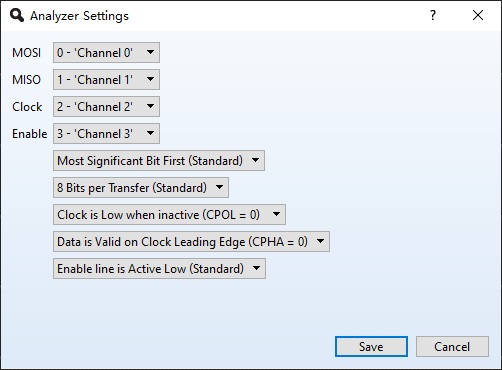 Analyzer Settings
MOSI 0 - 'Channel 0'
MISO 1 - 'Channel 1'
Clock 2 - 'Channel 2'
Enable 3 - 'Channel 3'
Most Significant Bit First (Standard)
8 Bits per Transfer (Standard)
Clock is Low when inactive (CPOL = 0)
Data is Valid on Clock Leading Edge (CPHA = 0)
Enable line is Active Low (Standard)
Save Cancel